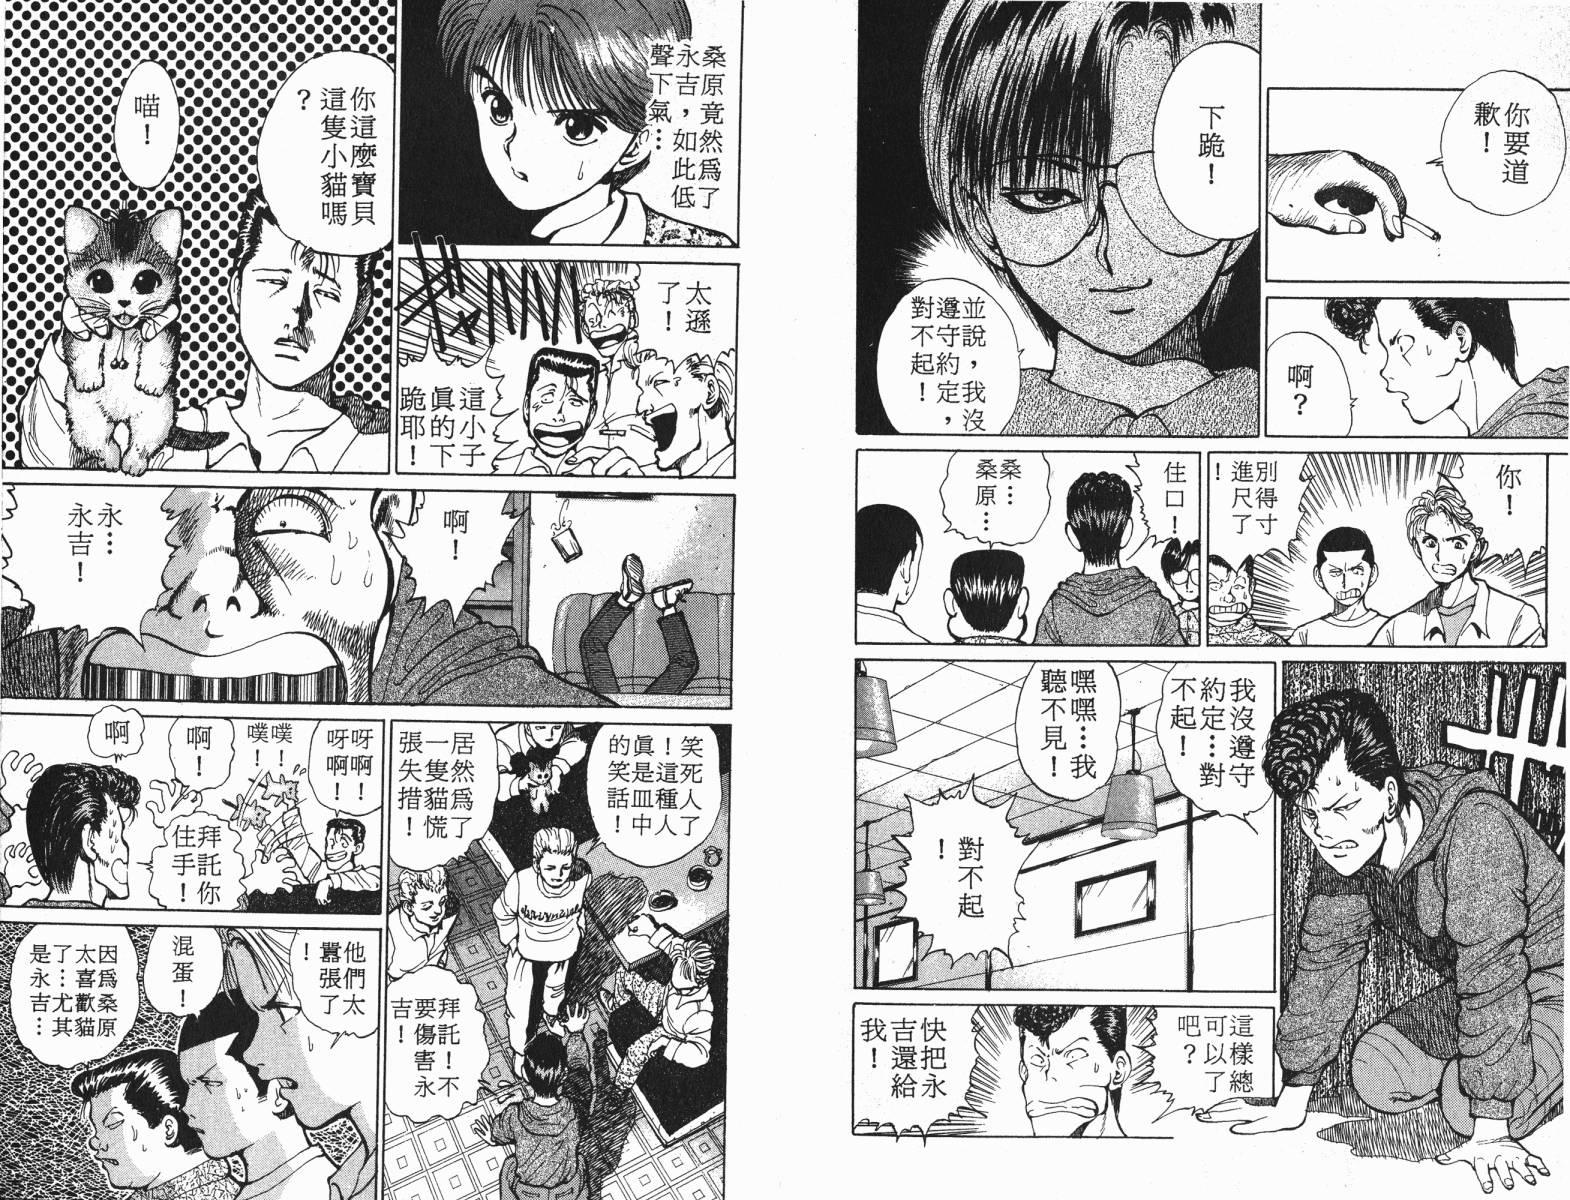 你要道
歉！
下跪！
並說，我沒
遵守約定，
對不起！
啊？
你！
別得寸
進尺了
！
住口！
桑…
桑原…
我沒遵守
約定…對
不起！
嘿嘿…我
聽不見！
對不起
！
這樣總
可以了
吧？
快把永
吉還給
我！
桑原竟然為了
永吉，如此低
聲下氣…
你這麼寶貝
這隻小貓嗎
？
喵！
太遜
了！
這小子
真的下
跪耶！
啊！
永…
永吉！
笑死人了
！這種人
真是皿中
的笑話！
居然為了
一隻貓慌
張失措！
拜託！不
要傷害永
吉！
呀呀！
啊！
噗！
噗！
啊！
啊
拜託你
住手！
他們太
囂張了
！
混蛋！
因為桑原
太喜歡貓
了…尤其
是永吉…